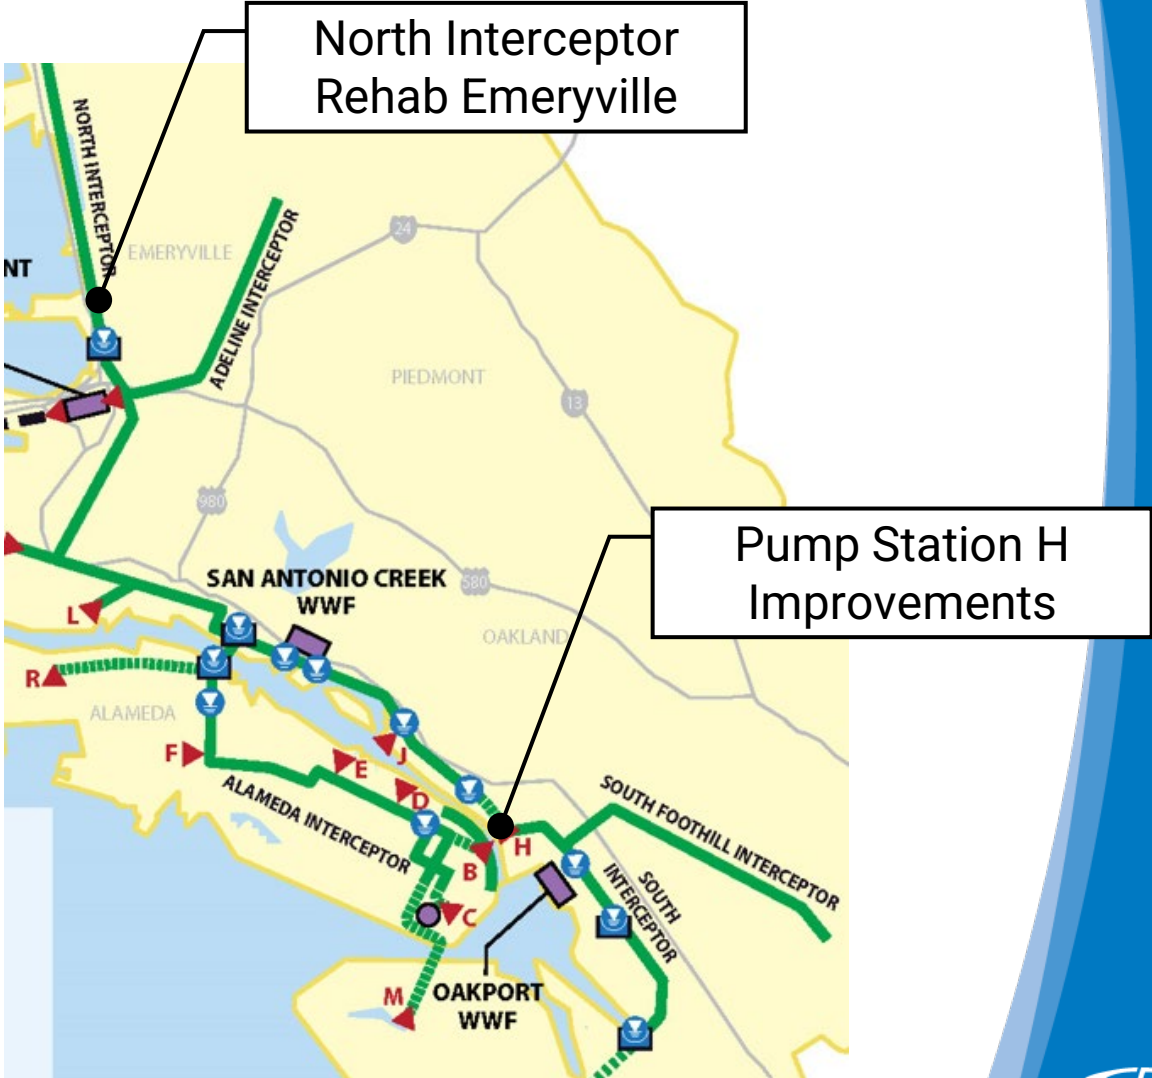 North Interceptor
Rehab Emeryville
NORTH INTERCEPTOR
EMERYVILLE
24
ADELINE INTERCEPTOR
NT
PIEDMONT
13
980
Pump Station H
Improvements
SAN ANTONIO CREEK
WWF
580
L
OAKLAND
R
ALAMEDA
F
E
J
D
ALAMEDA INTERCEPTOR
SOUTH FOOTHILL INTERCEPTOR
H
B
SOUTH
INTERCEPTOR
C
M
OAKPORT
WWF